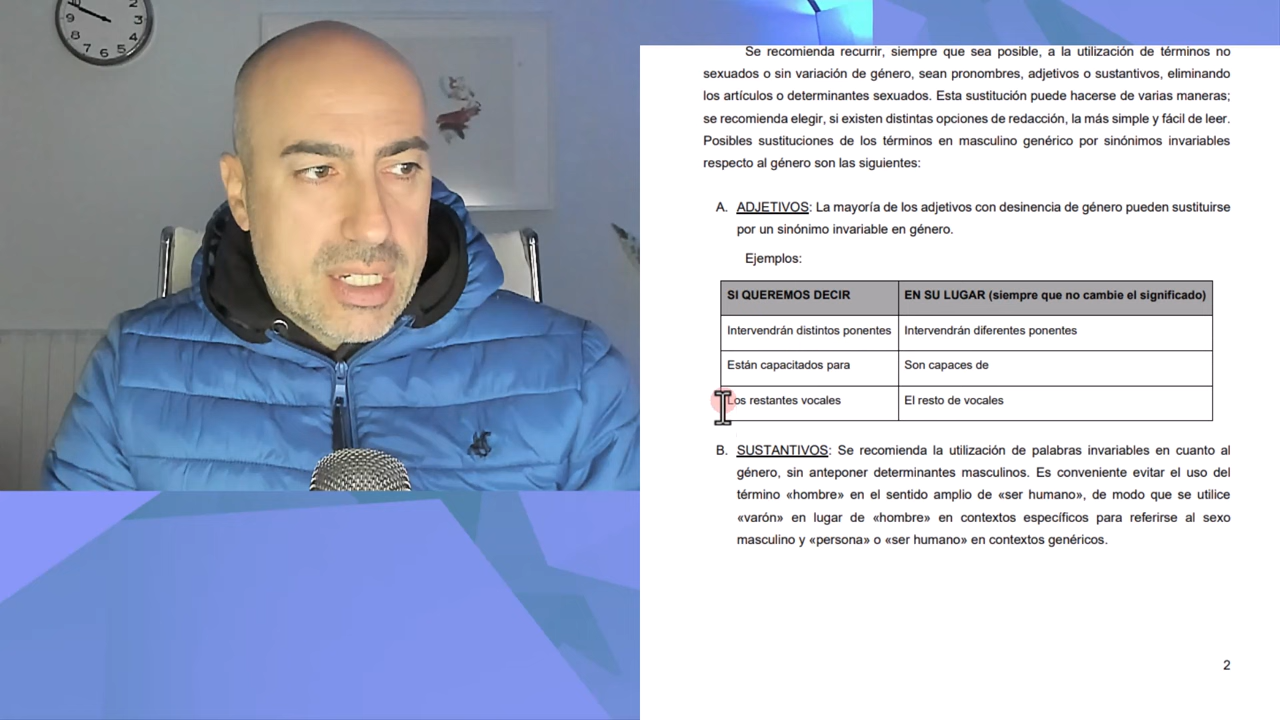 2
9
3
8
4
7
6
5
Se recomienda recurrir, siempre que sea posible, a la utilización de términos no
sexuados o sin variación de género, sean pronombres, adjetivos o sustantivos, eliminando
los artículos o determinantes sexuados. Esta sustitución puede hacerse de varias maneras;
se recomienda elegir, si existen distintas opciones de redacción, la más simple y fácil de leer.
Posibles sustituciones de los términos en masculino genérico por sinónimos invariables
respecto al género son las siguientes:
A. ADJETIVOS: La mayoría de los adjetivos con desinencia de género pueden sustituirse
por un sinónimo invariable en género.
Ejemplos:
SI QUEREMOS DECIR EN SU LUGAR (siempre que no cambie el significado)
Intervendrán distintos ponentes Intervendrán diferentes ponentes
Están capacitados para Son capaces de
Los restantes vocales El resto de vocales
B. SUSTANTIVOS: Se recomienda la utilización de palabras invariables en cuanto al
género, sin anteponer determinantes masculinos. Es conveniente evitar el uso del
término «hombre» en el sentido amplio de «ser humano», de modo que se utilice
«varón» en lugar de «hombre» en contextos específicos para referirse al sexo
masculino y «persona» o «ser humano» en contextos genéricos.
2